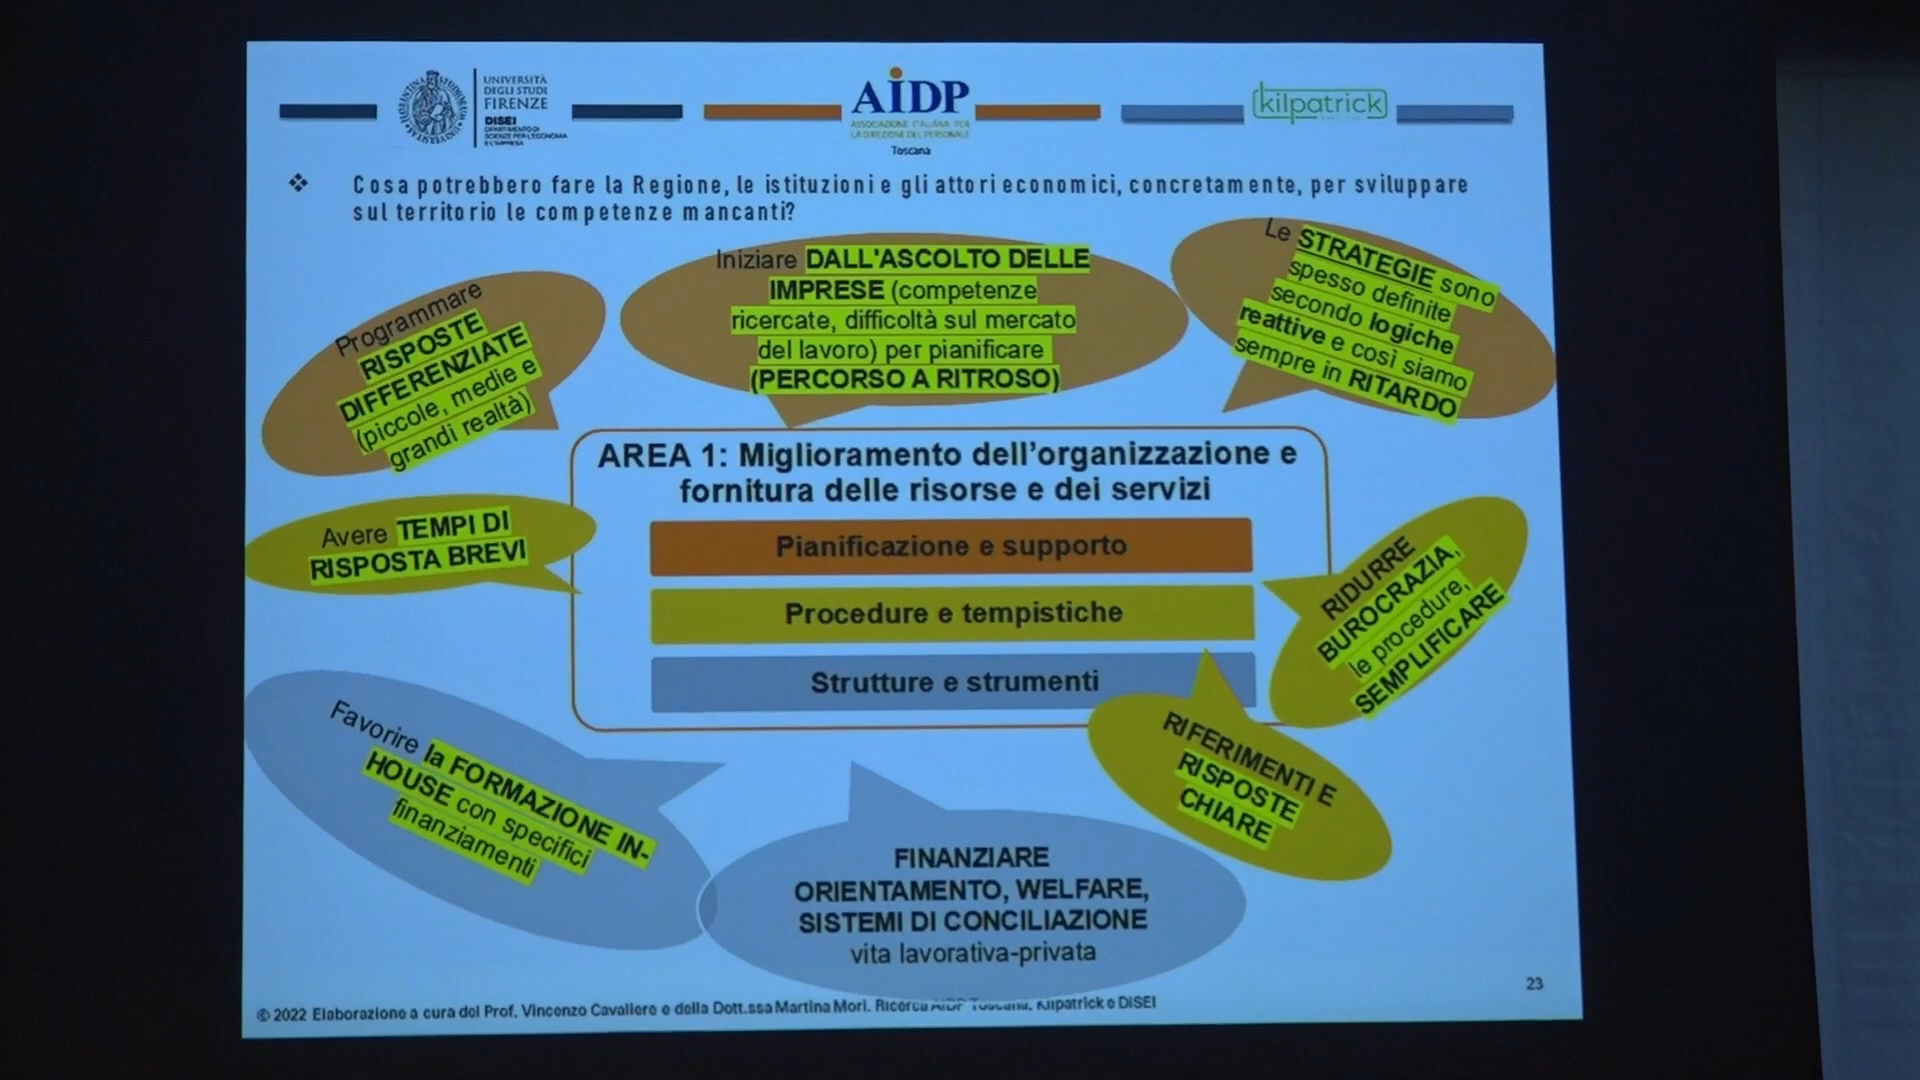 UNIVERSITÀ
DEGLI STUDI
FIRENZE
DISEI
DIPARTIMENTO DI
SCIENZE PER L'ECONOMIA
E L'IMPRESA
AIDP
ASSOCIAZIONE ITALIANA PER
LA DIREZIONE DEL PERSONALE
Toscana
kilpatrick
Cosa potrebbero fare la Regione, le istituzioni e gli attori economici, concretamente, per sviluppare
sul territorio le competenze mancanti?
Programmare
RISPOSTE
DIFFERENZIATE
(piccole, medie e
grandi realtà)
Iniziare DALL'ASCOLTO DELLE
IMPRESE (competenze
ricercate, difficoltà sul mercato
del lavoro) per pianificare
(PERCORSO A RITROSO)
Le STRATEGIE sono
spesso definite
secondo logiche
reattive e così siamo
sempre in RITARDO
AREA 1: Miglioramento dell'organizzazione e
fornitura delle risorse e dei servizi
Pianificazione e supporto
Procedure e tempistiche
Strutture e strumenti
Avere TEMPI DI
RISPOSTA BREVI
RIDURRE
BUROCRAZIA,
le procedure,
SEMPLIFICARE
Favorire la FORMAZIONE IN-
HOUSE con specifici
finanziamenti
RIFERIMENTI E
RISPOSTE
CHIARE
FINANZIARE
ORIENTAMENTO, WELFARE,
SISTEMI DI CONCILIAZIONE
vita lavorativa-privata
23
© 2022 Elaborazione a cura del Prof. Vincenzo Cavaliere e della Dott.ssa Martina Mori. Ricerca AIDP Toscana, Kilpatrick e DISEI